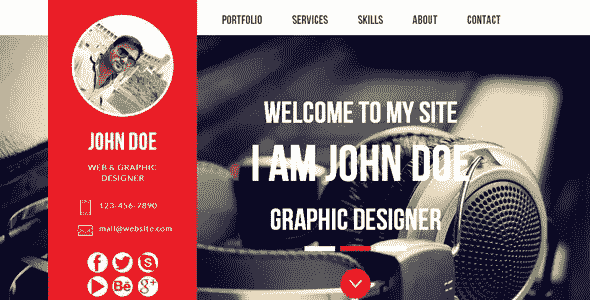 PORTFOLIO SERVICES SKILLS ABOUT CONTACT
JOHN DOE
WEB & GRAPHIC
DESIGNER
123-456-7890
mail@website.com
WELCOME TO MY SITE
I AM JOHN DOE
GRAPHIC DESIGNER